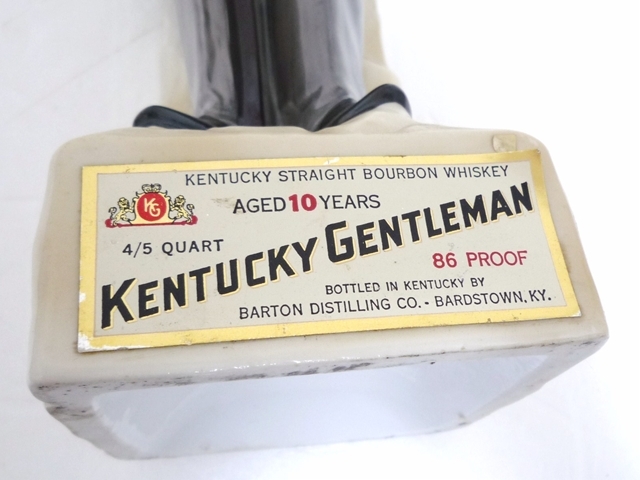 KENTUCKY STRAIGHT BOURBON WHISKEY
KG
AGED 10 YEARS
4/5 QUART
KENTUCKY GENTLEMAN
86 PROOF
BOTTLED IN KENTUCKY BY
BARTON DISTILLING CO. - BARDSTOWN, KY.